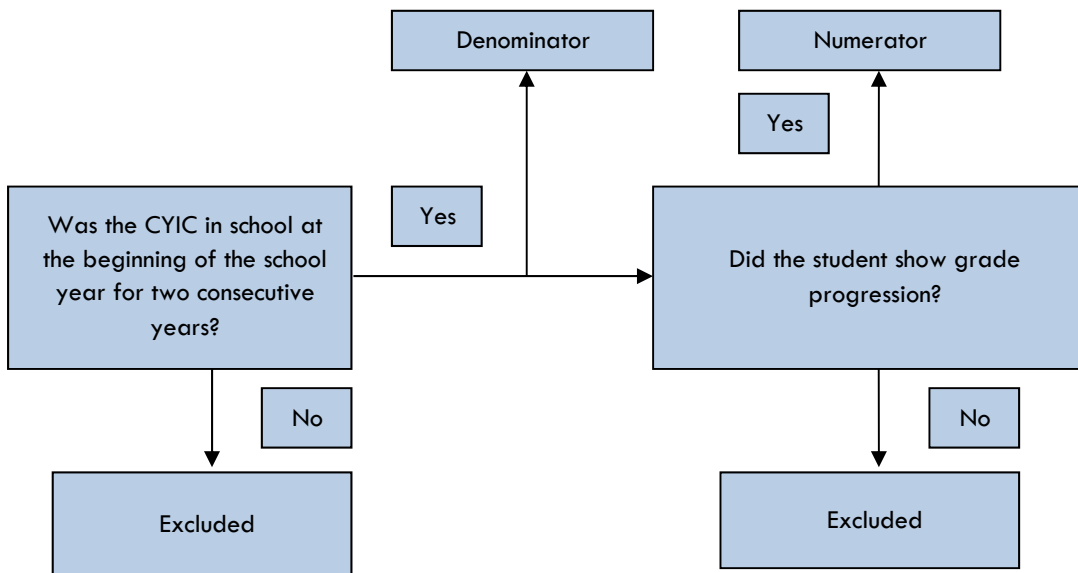 Denominator
Numerator
Yes
Yes
Was the CYIC in school at
the beginning of the school
year for two consecutive
years?
Did the student show grade
progression?
No
No
Excluded
Excluded